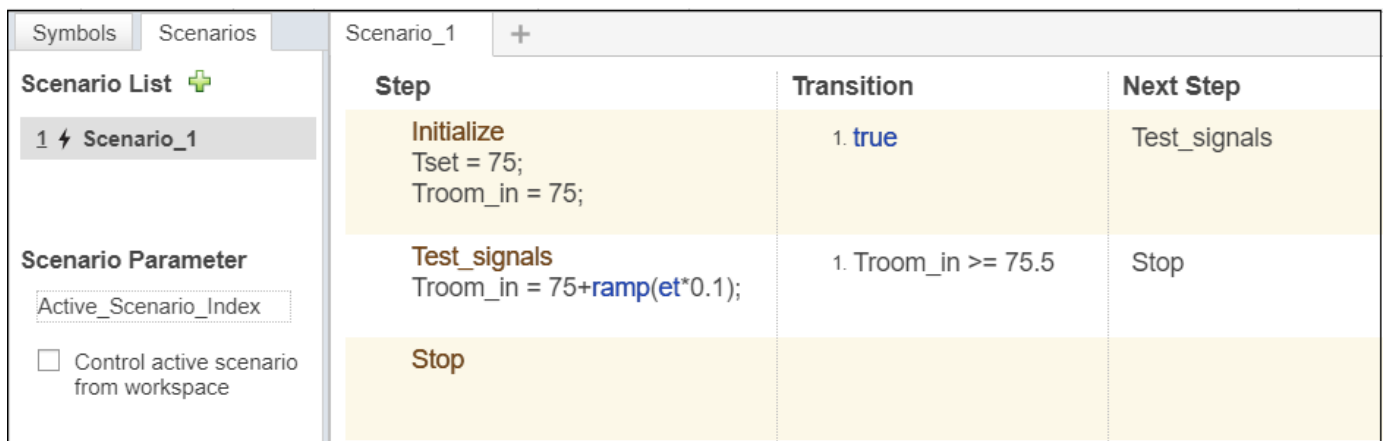 Symbols
Scenarios
Scenario List
1 Scenario_1
Scenario Parameter
Active_Scenario_Index
Control active scenario
from workspace
Scenario_1 +
Step Transition Next Step
Initialize
Tset = 75;
Troom_in = 75;
1. true
Test_signals
Test_signals
Troom_in = 75+ramp(et*0.1);
1. Troom_in >= 75.5
Stop
Stop